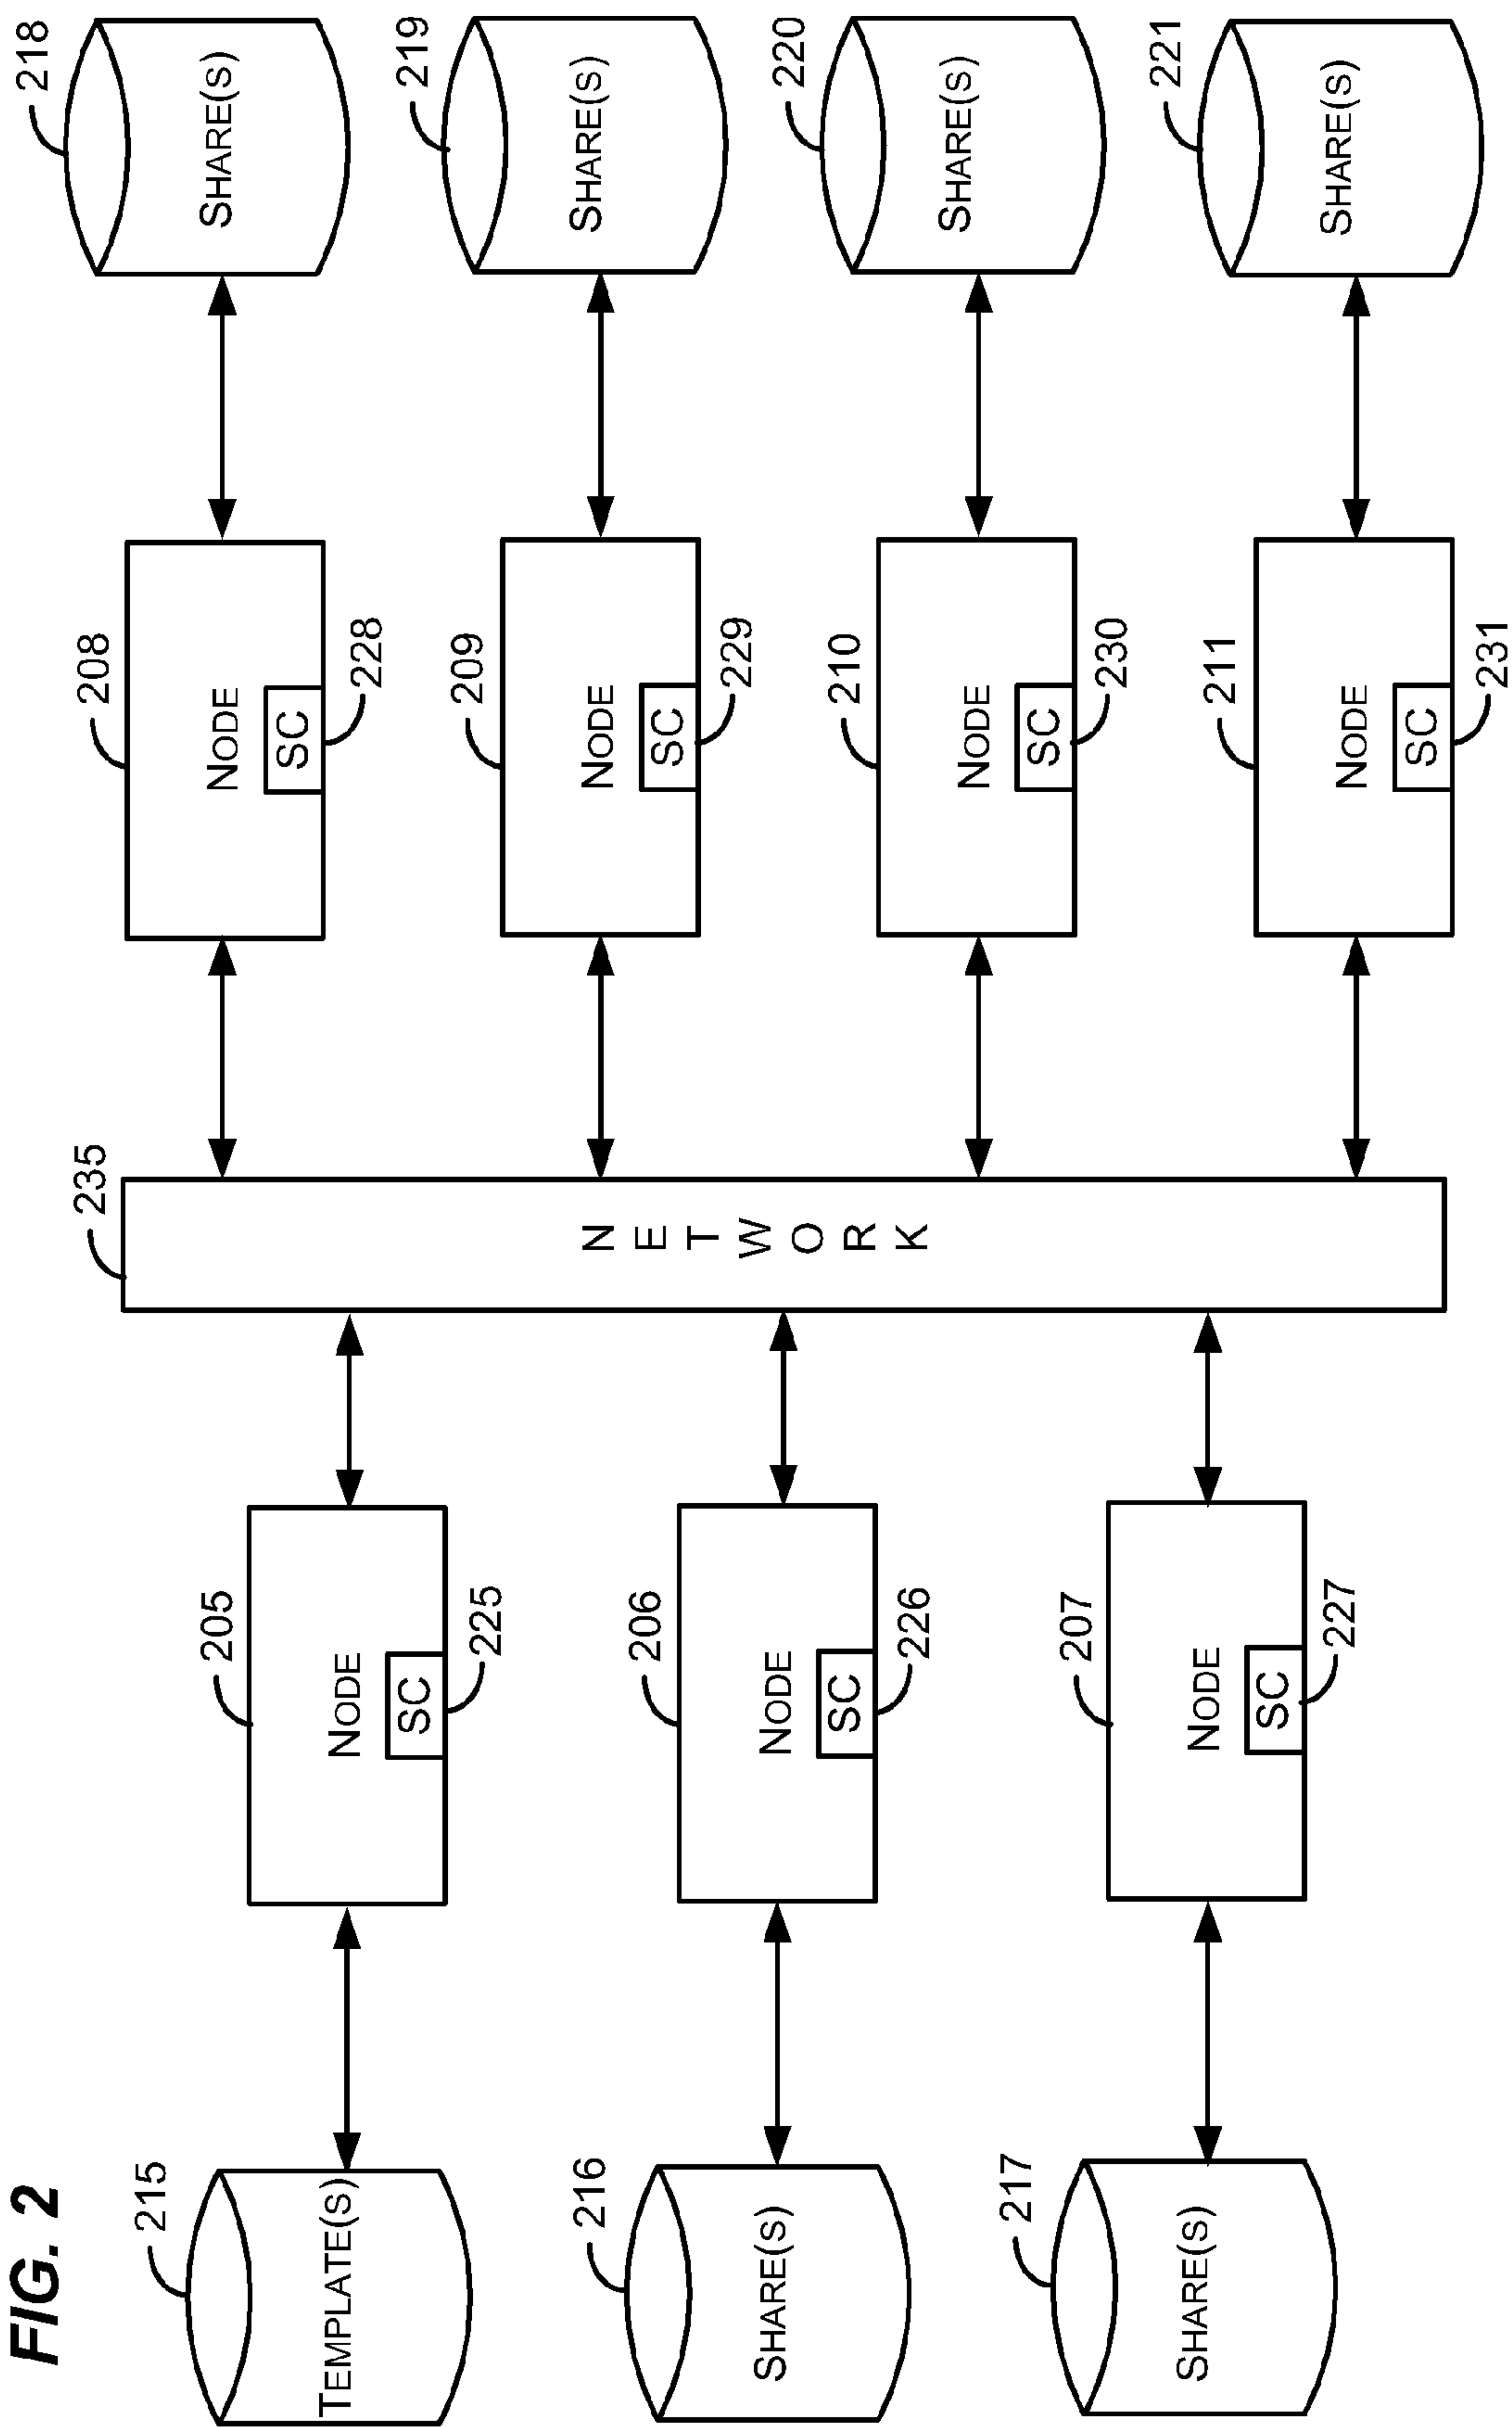 FIG. 2
215
TEMPLATE(S)
205
NODE
SC
225
216
SHARE(S)
206
NODE
SC
226
217
SHARE(S)
207
NODE
SC
227
235
NETWORK
208
NODE
SC
228
218
SHARE(S)
209
NODE
SC
229
219
SHARE(S)
210
NODE
SC
230
220
SHARE(S)
211
NODE
SC
231
221
SHARE(S)